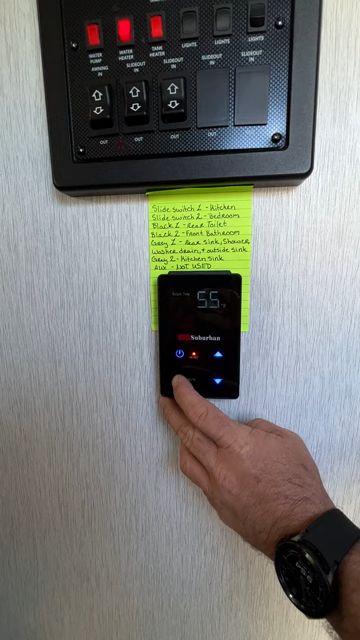 WATER PUMP
WATER HEATER
TANK HEATER
LIGHTS
LIGHTS
LIGHTS
AWNING IN
SLIDEOUT IN
SLIDEOUT IN
SLIDEOUT IN
SLIDEOUT IN
OUT
OUT
OUT
OUT
OUT
Slide switch 1 - Kitchen
Slide switch 2 - Bedroom
Black 1 - Rear Toilet
Black 2 - Front Bathroom
Grey 1 - Rear sink, Shower,
Washer drain, + outside sink
Grey 2 - Kitchen sink
Aux - Not USED
55
Suburban